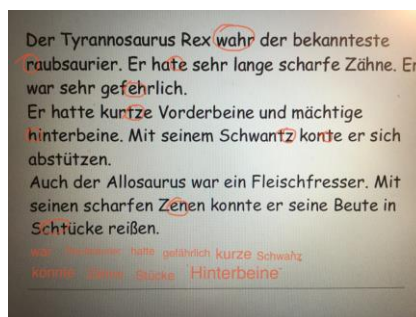 Der Tyrannosaurus Rex wahr der bekannteste
raubsaurier. Er hate sehr lange scharfe Zähne. Er
war sehr gefehrlich.
Er hatte kurtze Vorderbeine und mächtige
hinterbeine. Mit seinem Schwantz konte er sich
abstützen.
Auch der Allosaurus war ein Fleischfresser. Mit
seinen scharfen Zenen konnte er seine Beute in
Schtücke reißen.
war Raubsaurier hatte gefährlich kurze Schwanz
konnte Zähne Stücke "Hinterbeine"